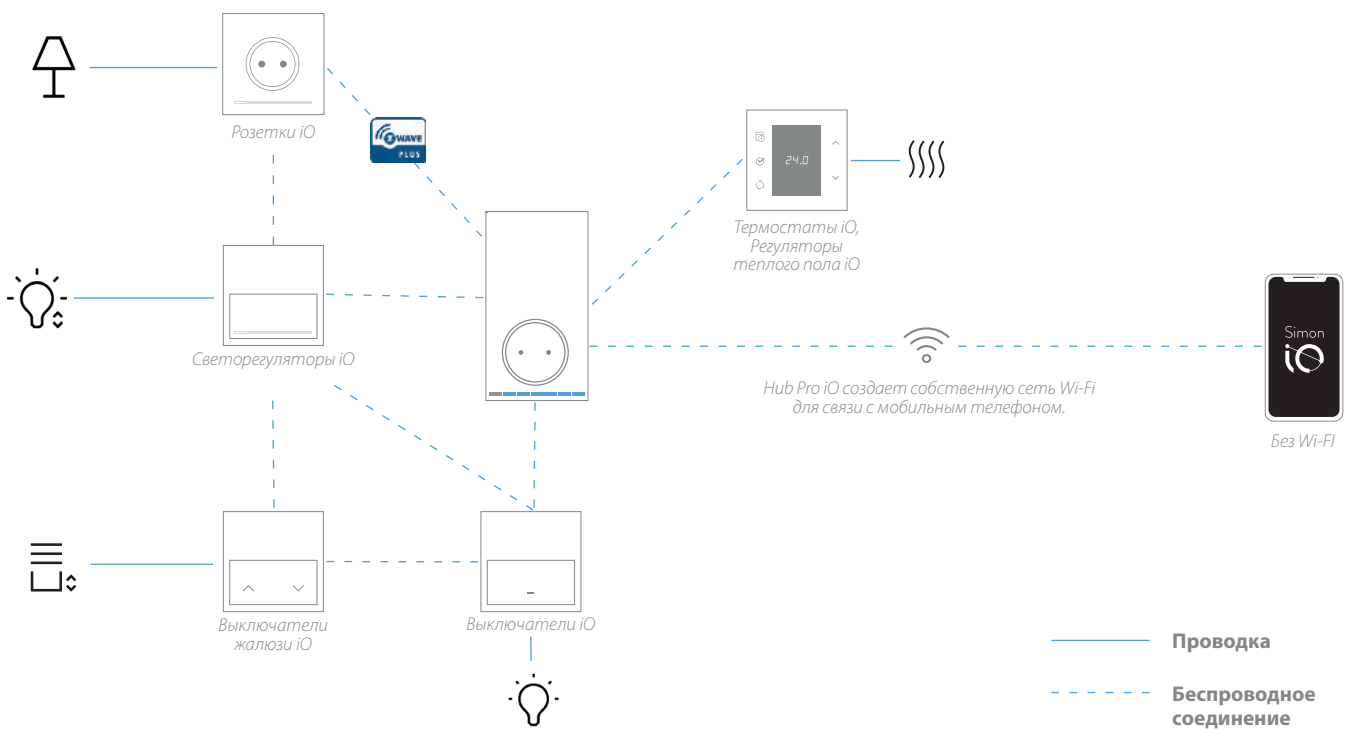 Розетки iO
Z WAVE
PLUS
24.0
Термостаты iO,
Регуляторы
теплого пола iO
Светорегуляторы iO
Simon
iO
Hub Pro iO создает собственную сеть Wi-Fi
для связи с мобильным телефоном.
Без Wi-FI
Выключатели
жалюзи iO
Выключатели iO
Проводка
Беспроводное
соединение